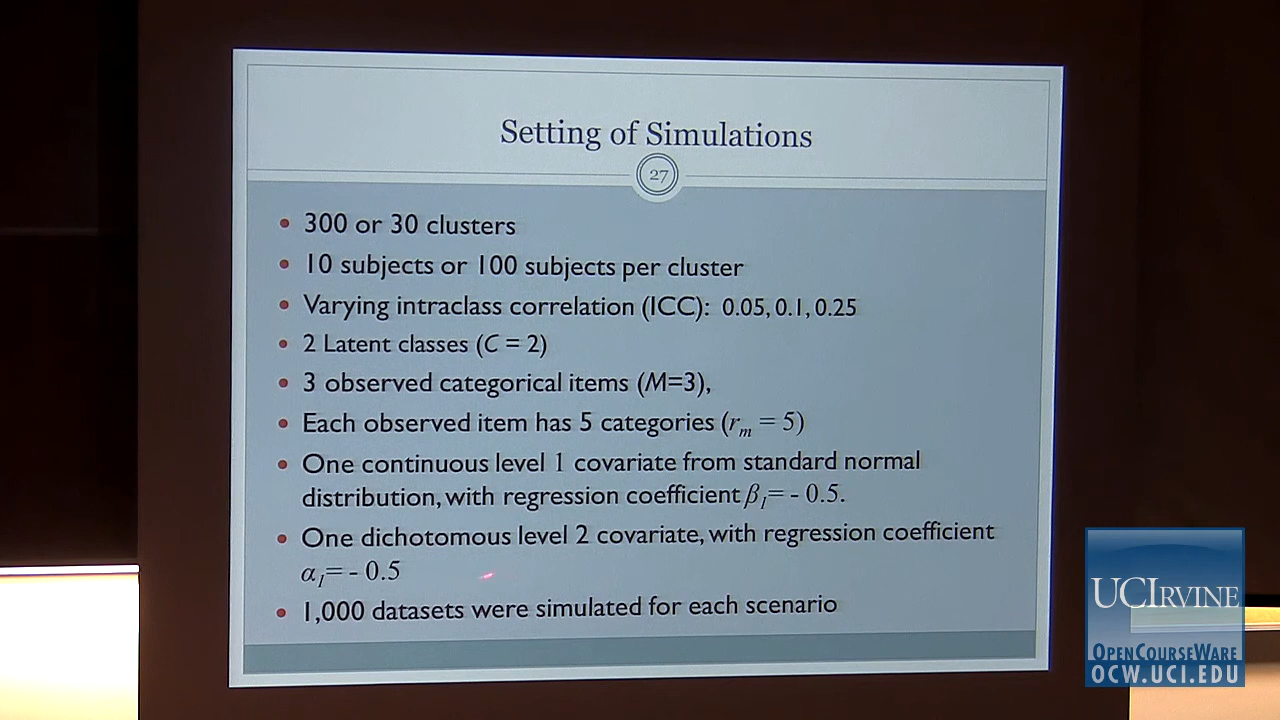 Setting of Simulations
27
• 300 or 30 clusters
• 10 subjects or 100 subjects per cluster
• Varying intraclass correlation (ICC): 0.05, 0.1, 0.25
• 2 Latent classes (C = 2)
• 3 observed categorical items (M=3),
• Each observed item has 5 categories (rₘ = 5)
• One continuous level 1 covariate from standard normal
distribution, with regression coefficient β₁= - 0.5.
• One dichotomous level 2 covariate, with regression coefficient
α₁= - 0.5
• 1,000 datasets were simulated for each scenario
UCIRVINE
OPENCOURSEWARE
OCW.UCI.EDU